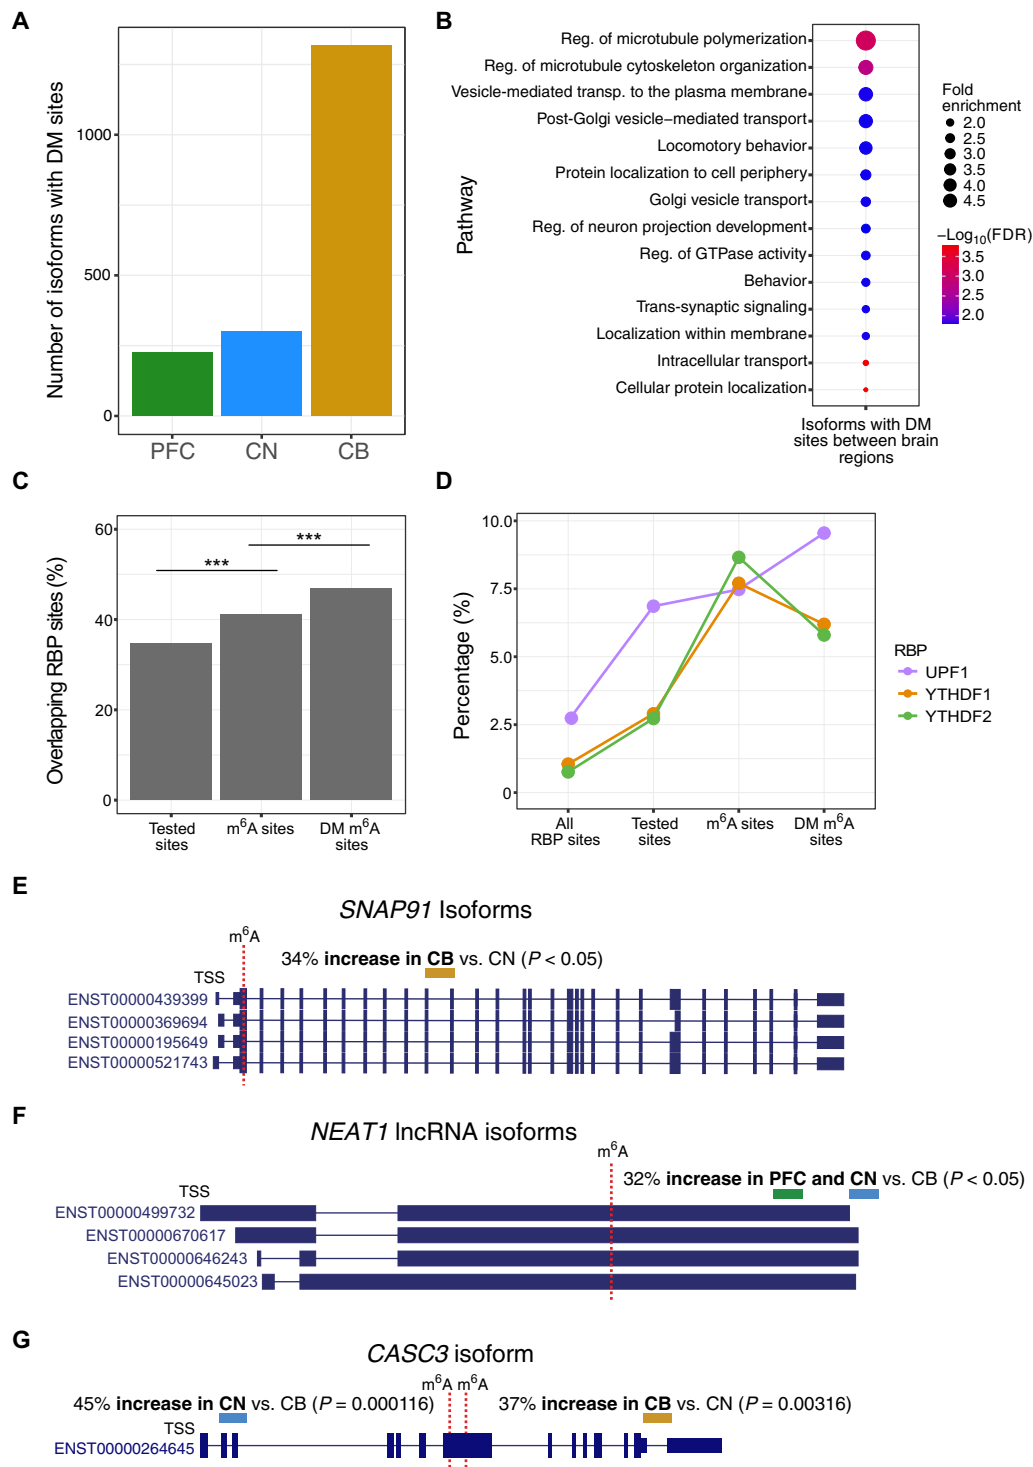 A
Number of isoforms with DM sites
1000
500
0
PFC CN CB
B
Pathway
Reg. of microtubule polymerization
Reg. of microtubule cytoskeleton organization
Vesicle-mediated transp. to the plasma membrane
Post-Golgi vesicle−mediated transport
Locomotory behavior
Protein localization to cell periphery
Golgi vesicle transport
Reg. of neuron projection development
Reg. of GTPase activity
Behavior
Trans-synaptic signaling
Localization within membrane
Intracellular transport
Cellular protein localization
Isoforms with DM
sites between brain
regions
Fold
enrichment
2.0
2.5
3.0
3.5
4.0
4.5
−Log10(FDR)
3.5
3.0
2.5
2.0
C
Overlapping RBP sites (%)
60
40
20
0
***
***
Tested
sites
m6A sites
DM m6A
sites
D
Percentage (%)
10.0
7.5
5.0
2.5
0
All
RBP sites
Tested
sites
m6A sites
DM m6A
sites
RBP
UPF1
YTHDF1
YTHDF2
E
SNAP91 Isoforms
m6A
34% increase in CB vs. CN (P < 0.05)
TSS
ENST00000439399
ENST00000369694
ENST00000195649
ENST00000521743
F
NEAT1 lncRNA isoforms
m6A
32% increase in PFC and CN vs. CB (P < 0.05)
TSS
ENST00000499732
ENST00000670617
ENST00000646243
ENST00000645023
G
CASC3 isoform
m6A m6A
45% increase in CN vs. CB (P = 0.000116)
37% increase in CB vs. CN (P = 0.00316)
TSS
ENST00000264645